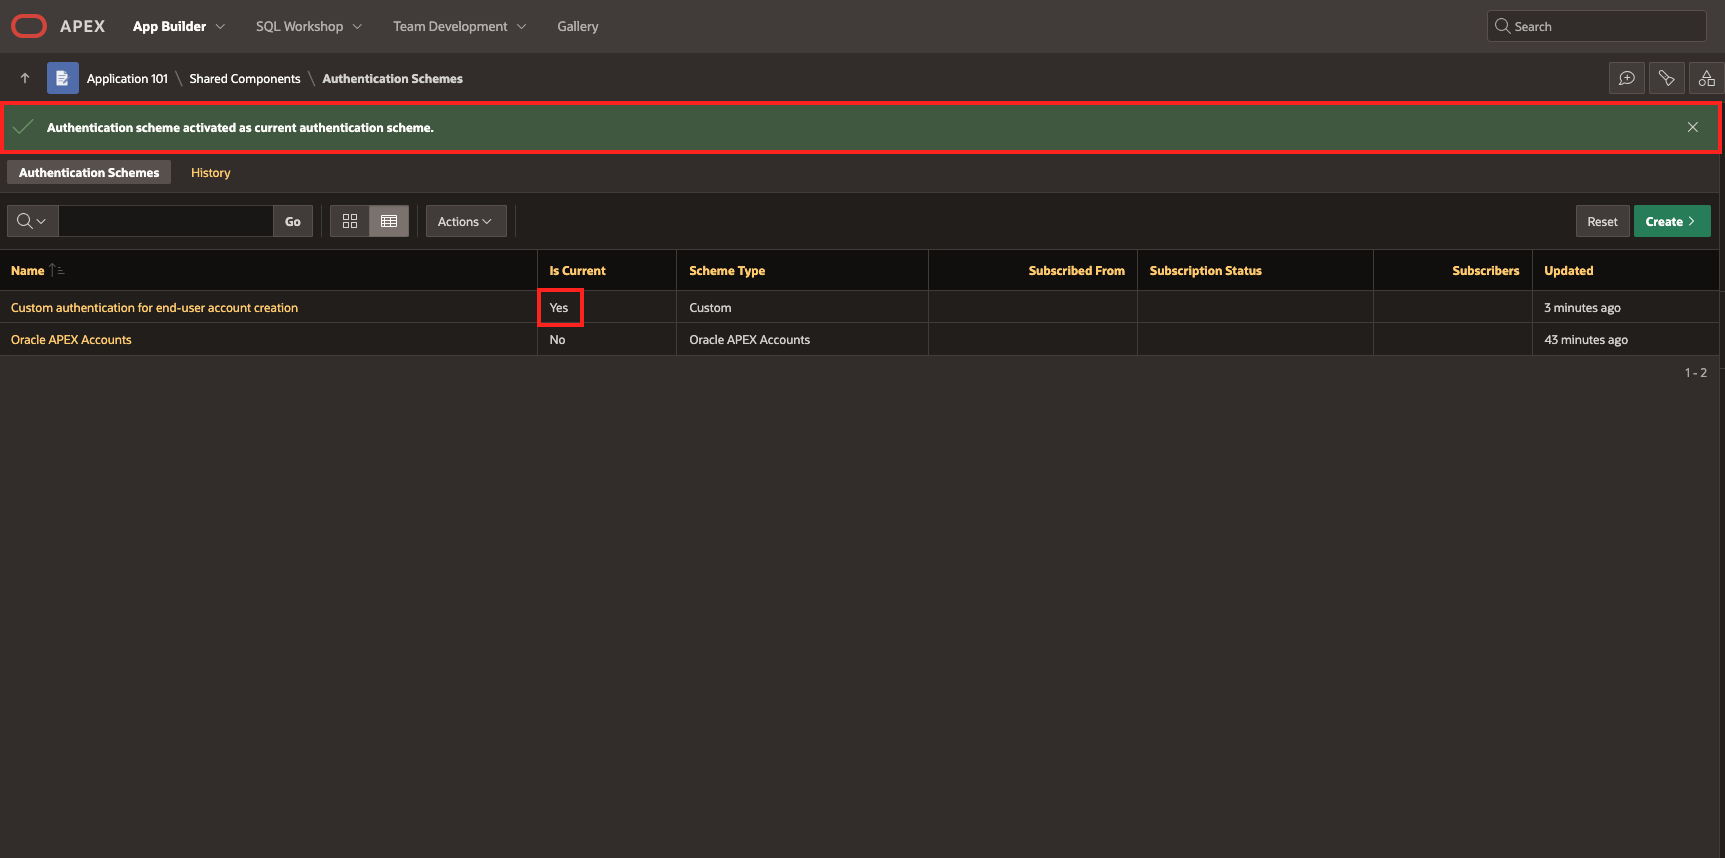 APEX App Builder SQL Workshop Team Development Gallery Search
Application 101 \ Shared Components \ Authentication Schemes
Authentication scheme activated as current authentication scheme.
Authentication Schemes History
Go Actions Reset Create
Name Is Current Scheme Type Subscribed From Subscription Status Subscribers Updated
Custom authentication for end-user account creation Yes Custom 3 minutes ago
Oracle APEX Accounts No Oracle APEX Accounts 43 minutes ago
1 - 2